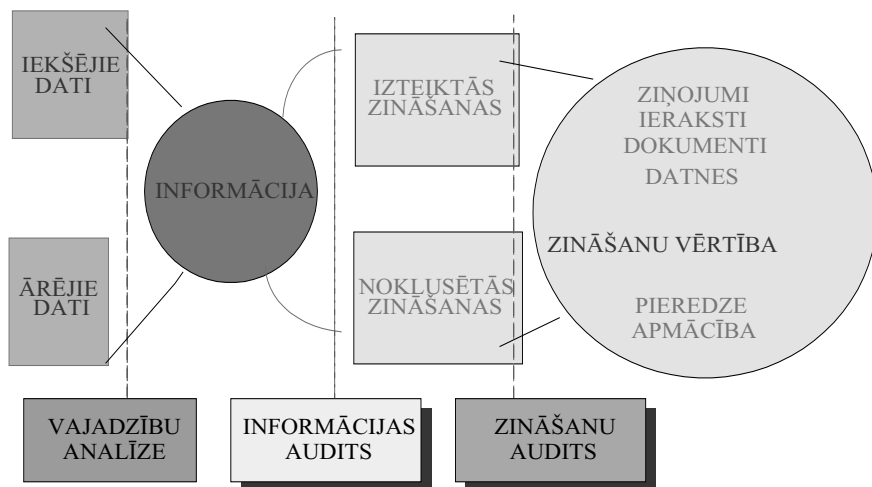 IEKŠĒJIE
DATI
ĀRĒJIE
DATI
INFORMĀCIJA
IZTEIKTĀS
ZINĀŠANAS
NOKLUSĒTĀS
ZINĀŠANAS
ZIŅOJUMI
IERAKSTI
DOKUMENTI
DATNES
ZINĀŠANU VĒRTĪBA
PIEREDZE
APMĀCĪBA
VAJADZĪBU
ANALĪZE
INFORMĀCIJAS
AUDITS
ZINĀŠANU
AUDITS